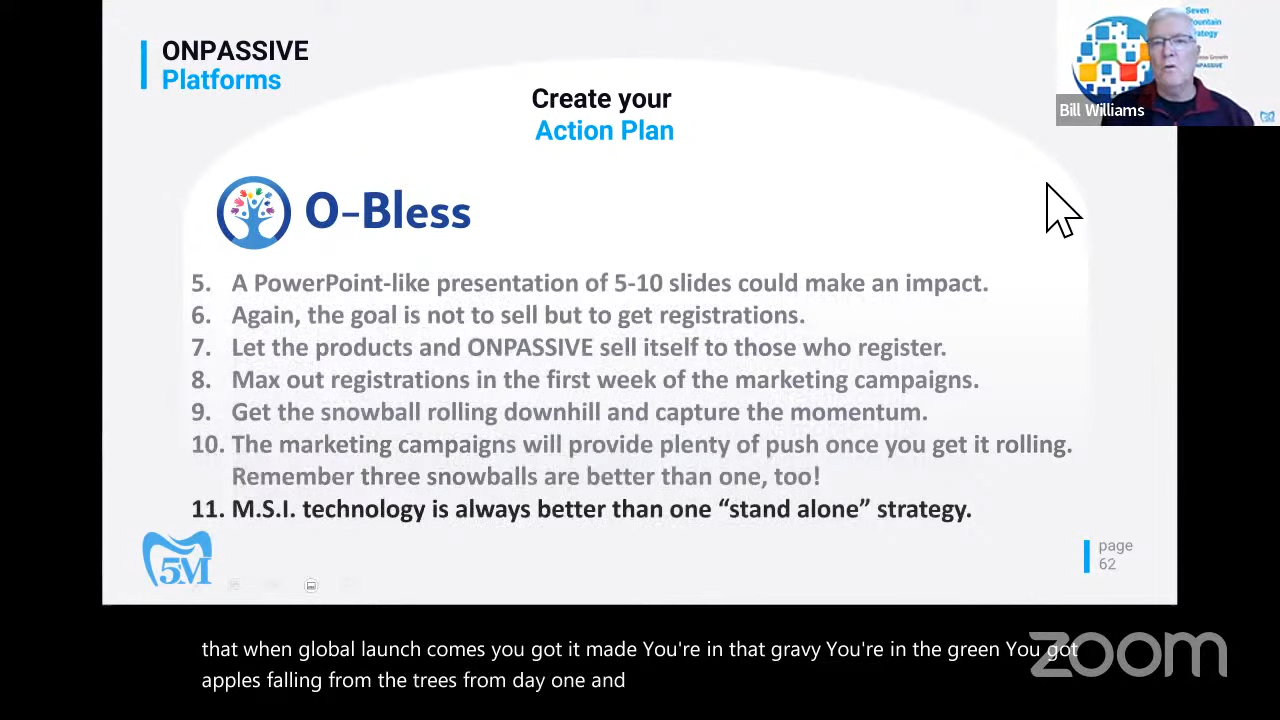 ONPASSIVE
Platforms
Create your
Action Plan
O-Bless
5. A PowerPoint-like presentation of 5-10 slides could make an impact.
6. Again, the goal is not to sell but to get registrations.
7. Let the products and ONPASSIVE sell itself to those who register.
8. Max out registrations in the first week of the marketing campaigns.
9. Get the snowball rolling downhill and capture the momentum.
10. The marketing campaigns will provide plenty of push once you get it rolling.
Remember three snowballs are better than one, too!
11. M.S.I. technology is always better than one “stand alone” strategy.
5M
page
62
Seven
Bill Williams
that when global launch comes you got it made You're in that gravy You're in the green You got
apples falling from the trees from day one and
zoom